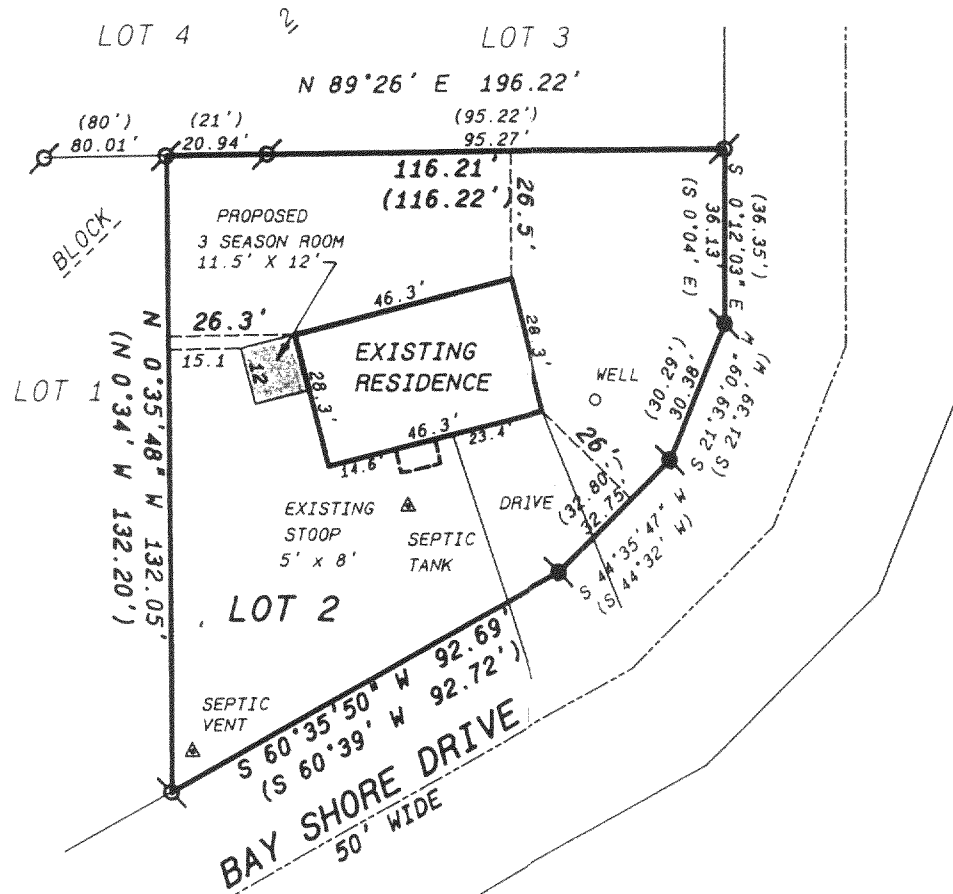 2
LOT 4
LOT 3
N 89°26' E 196.22'
(80')
80.01'
(21')
20.94'
(95.22')
95.27'
116.21'
(116.22')
26.5'
BLOCK
PROPOSED
3 SEASON ROOM
11.5' X 12'
(36.35')
S 0°12'03" E
36.13'
(S 0°04' E)
26.3'
15.1
12
46.3'
28.3'
28.3'
EXISTING
RESIDENCE
46.3'
14.6'
23.4'
WELL
26'
LOT 1
N 0°35'48" W 132.05'
(N 0°34' W 132.20')
(30.29')
30.38'
S 21°39'09" W
(S 21°39' W)
EXISTING
STOOP
5' x 8'
SEPTIC
TANK
DRIVE
(32.80')
32.75'
S 44°35'47" W
(S 44°32' W)
LOT 2
SEPTIC
VENT
S 60°35'50" W 92.69'
(S 60°39' W 92.72')
BAY SHORE DRIVE
50' WIDE